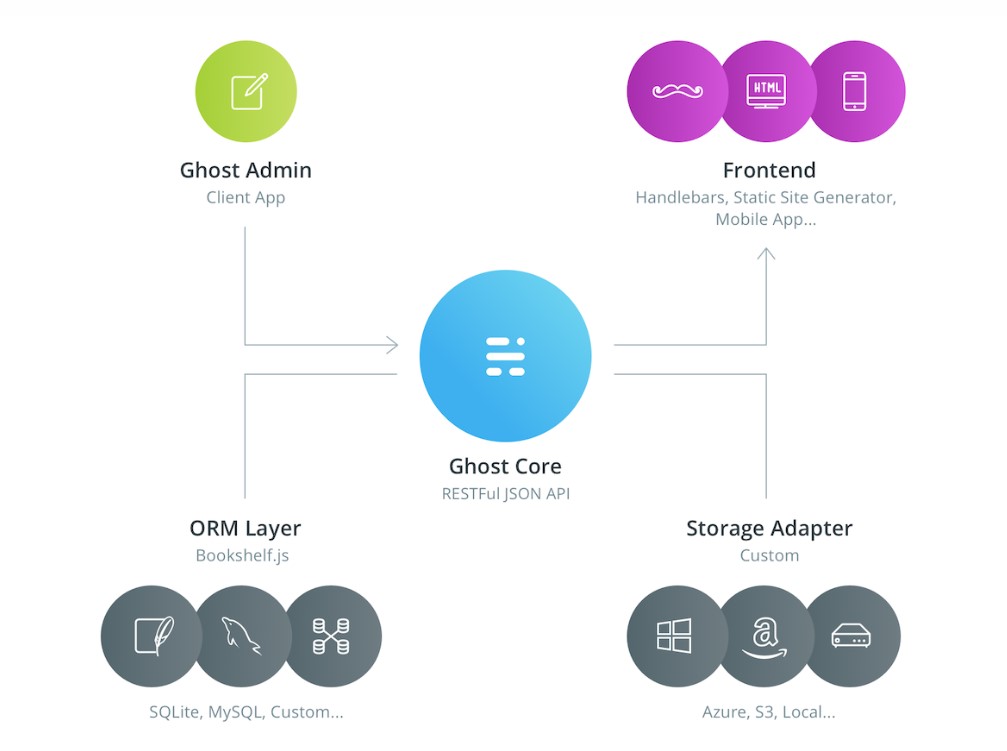 Ghost Admin
Client App
HTML
Frontend
Handlebars, Static Site Generator,
Mobile App...
Ghost Core
RESTFul JSON API
ORM Layer
Bookshelf.js
SQLite, MySQL, Custom...
Storage Adapter
Custom
a
Azure, S3, Local...